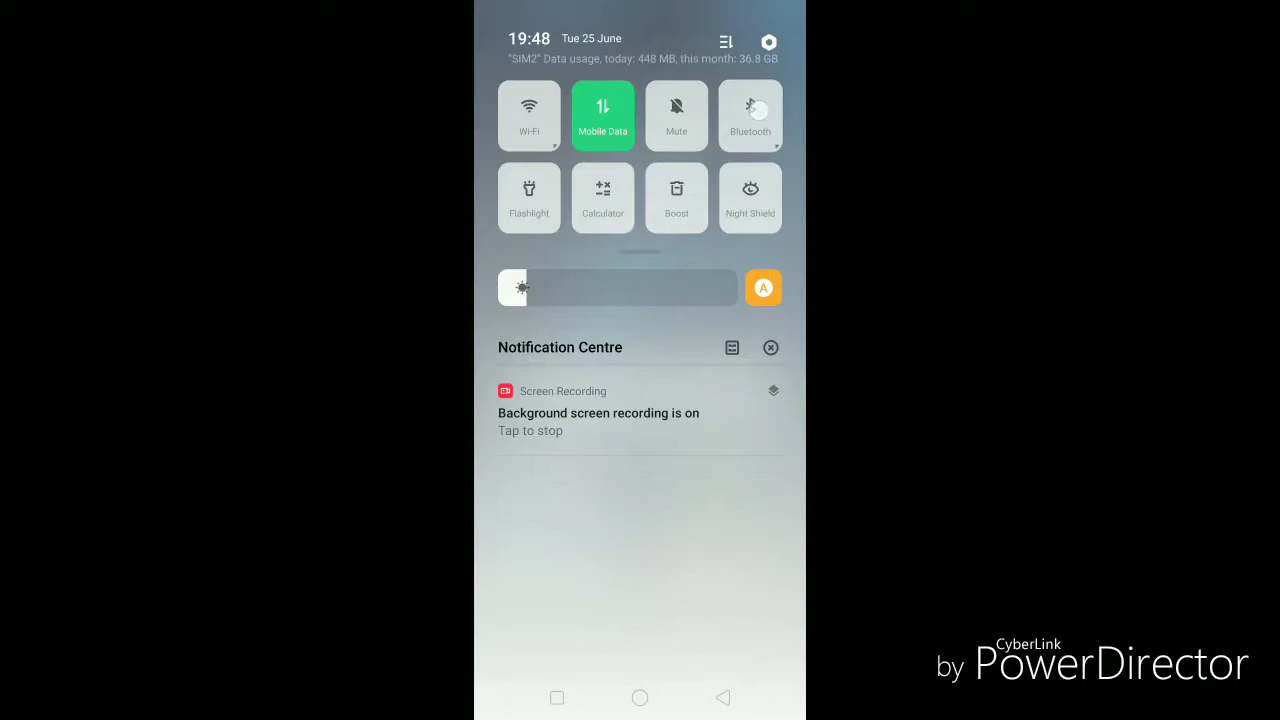 19:48 Tue 25 June
"SIM2" Data usage, today: 448 MB, this month: 36.8 GB
Wi-Fi Mobile Data Mute Bluetooth
Flashlight Calculator Boost Night Shield
A
Notification Centre
Screen Recording
Background screen recording is on
Tap to stop
CyberLink
by PowerDirector